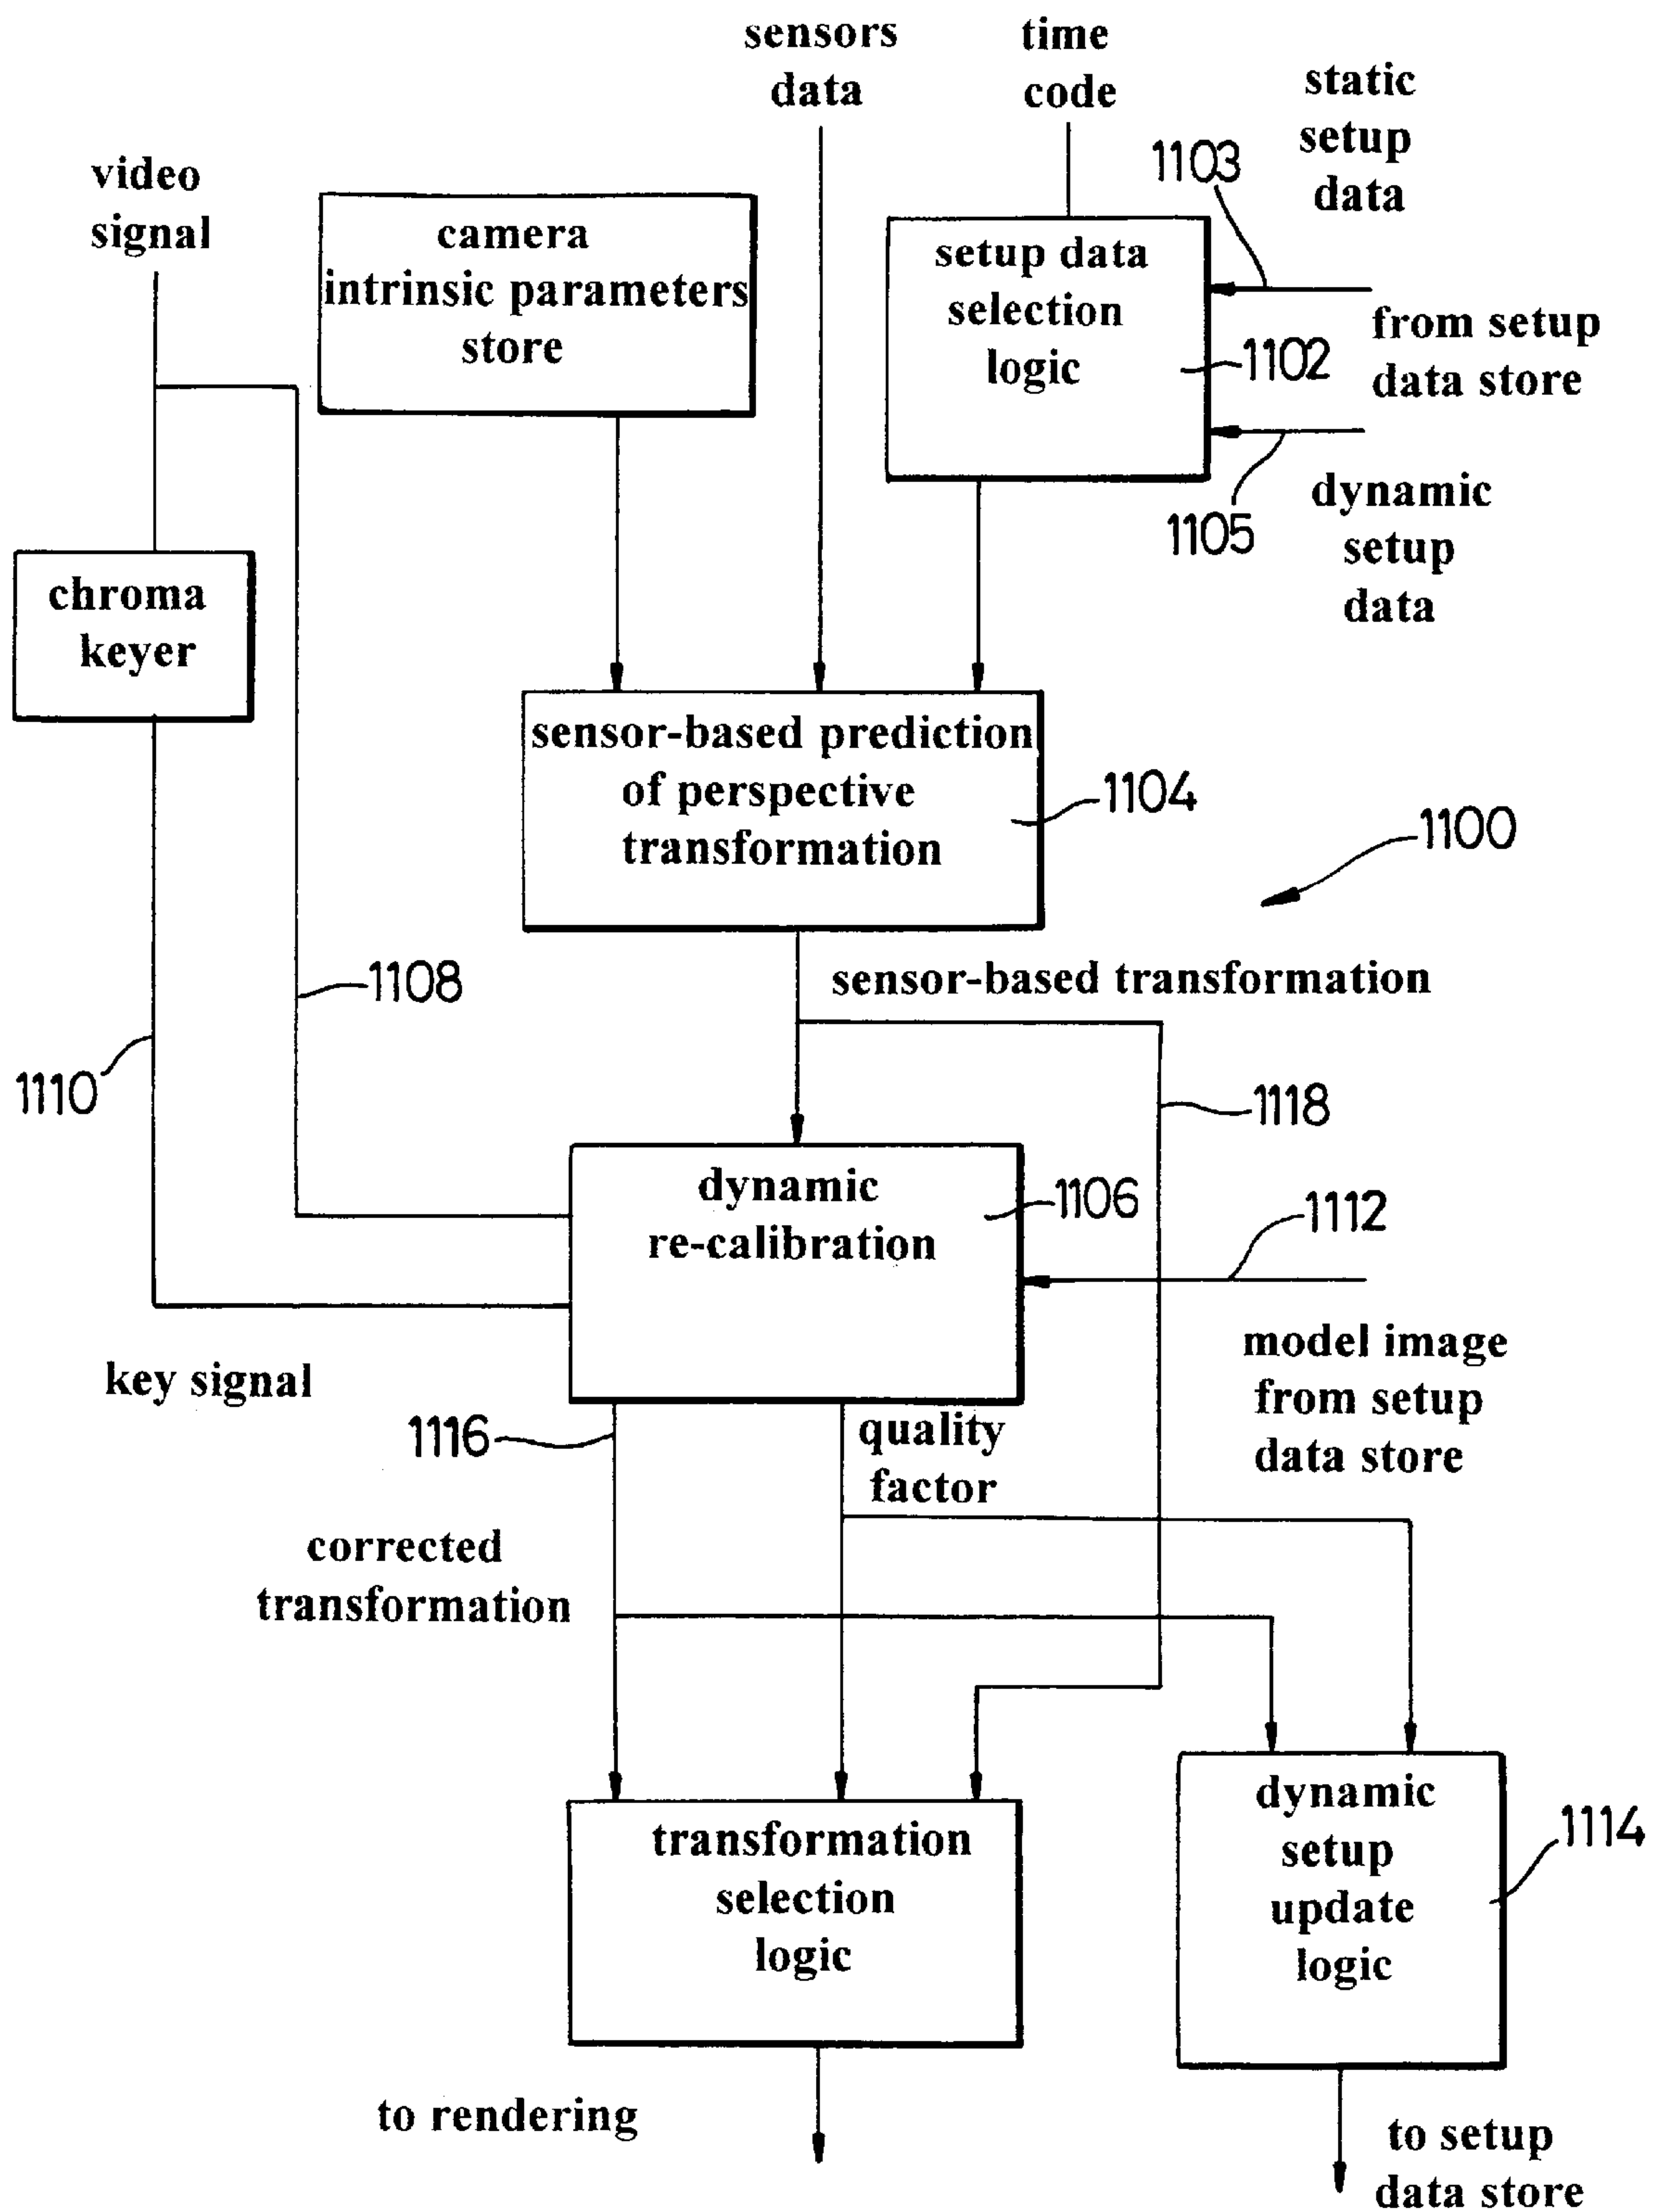 sensors
data
time
code
static
setup
data
1103
video
signal
camera
intrinsic parameters
store
setup data
selection
logic
1102
from setup
data store
1105
dynamic
setup
data
chroma
keyer
sensor-based prediction
of perspective
transformation
1104
1100
1108
sensor-based transformation
1110
1118
dynamic
re-calibration
1106
1112
model image
from setup
data store
key signal
1116
quality
factor
corrected
transformation
transformation
selection
logic
dynamic
setup
update
logic
1114
to rendering
to setup
data store